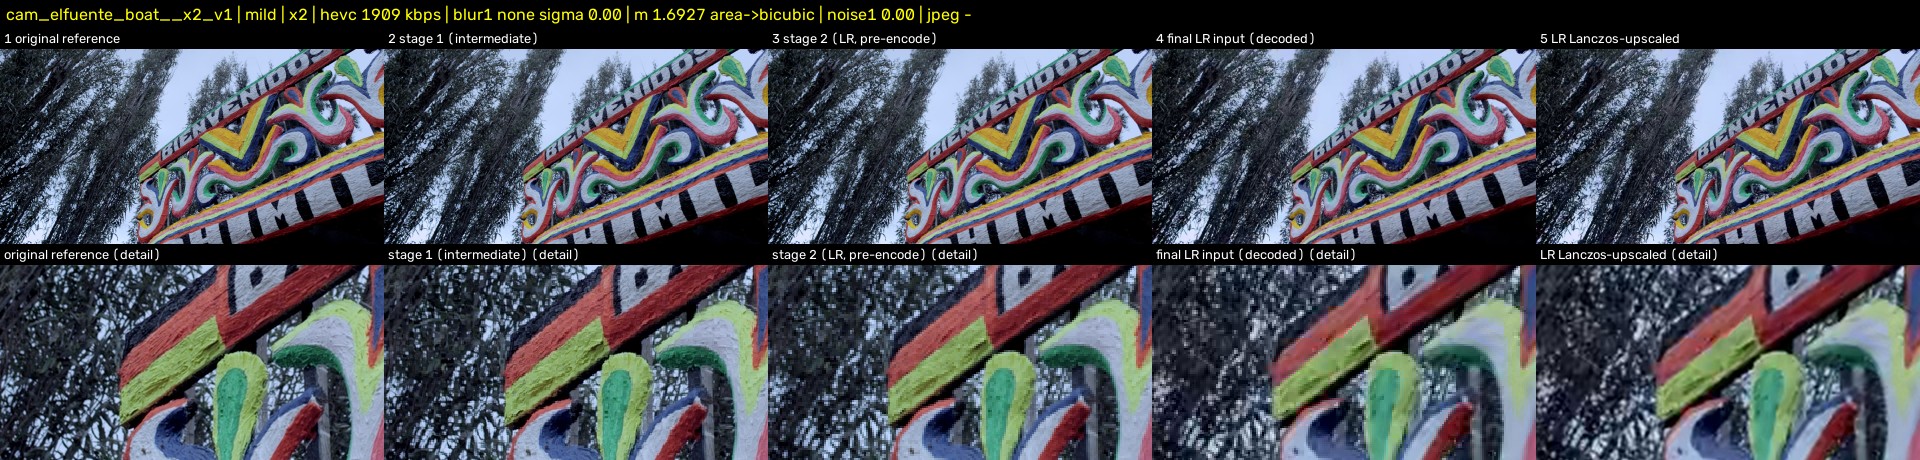 cam_elfuente_boat__x2_v1 | mild | x2 | hevc 1909 kbps | blur1 none sigma 0.00 | m 1.6927 area->bicubic | noise1 0.00 | jpeg -
1 original reference
2 stage 1 (intermediate)
3 stage 2 (LR, pre-encode)
4 final LR input (decoded)
5 LR Lanczos-upscaled
BIENVENIDOS
BIENVENIDOS
BIENVENIDOS
BIENVENIDOS
BIENVENIDOS
original reference (detail)
stage 1 (intermediate) (detail)
stage 2 (LR, pre-encode) (detail)
final LR input (decoded) (detail)
LR Lanczos-upscaled (detail)